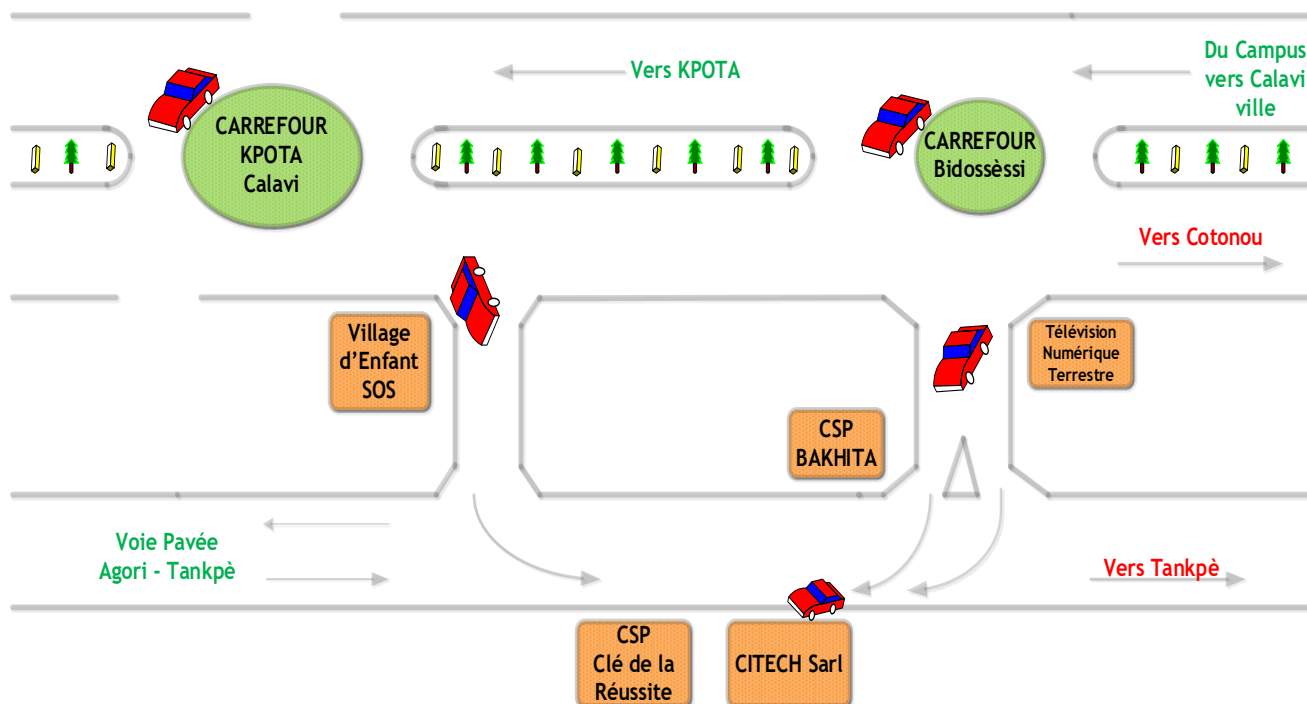 Du Campus
vers Calavi
ville
Vers KPOTA
CARREFOUR
KPOTA
Calavi
CARREFOUR
Bidossèssi
Vers Cotonou
Village
d’Enfant
SOS
Télévision
Numérique
Terrestre
CSP
BAKHITA
Voie Pavée
Agori - Tankpè
Vers Tankpè
CSP
Clé de la
Réussite
CITECH Sarl